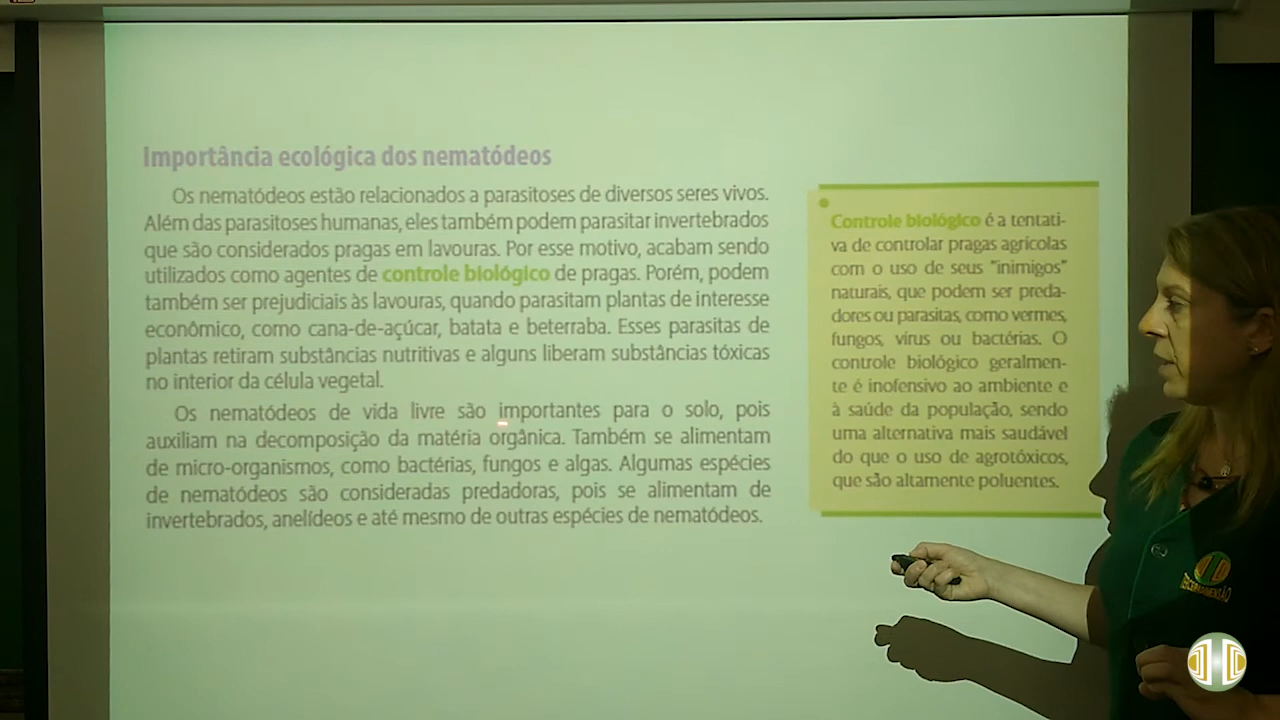 Importância ecológica dos nematódeos
Os nematódeos estão relacionados a parasitoses de diversos seres vivos.
Além das parasitoses humanas, eles também podem parasitar invertebrados
que são considerados pragas em lavouras. Por esse motivo, acabam sendo
utilizados como agentes de controle biológico de pragas. Porém, podem
também ser prejudiciais às lavouras, quando parasitam plantas de interesse
econômico, como cana-de-açúcar, batata e beterraba. Esses parasitas de
plantas retiram substâncias nutritivas e alguns liberam substâncias tóxicas
no interior da célula vegetal.
Os nematódeos de vida livre são importantes para o solo, pois
auxiliam na decomposição da matéria orgânica. Também se alimentam
de micro-organismos, como bactérias, fungos e algas. Algumas espécies
de nematódeos são consideradas predadoras, pois se alimentam de
invertebrados, anelídeos e até mesmo de outras espécies de nematódeos.
Controle biológico é a tentati-
va de controlar pragas agrícolas
com o uso de seus "inimigos"
naturais, que podem ser preda-
dores ou parasitas, como vermes,
fungos, vírus ou bactérias. O
controle biológico geralmen-
te é inofensivo ao ambiente e
à saúde da população, sendo
uma alternativa mais saudável
do que o uso de agrotóxicos,
que são altamente poluentes.